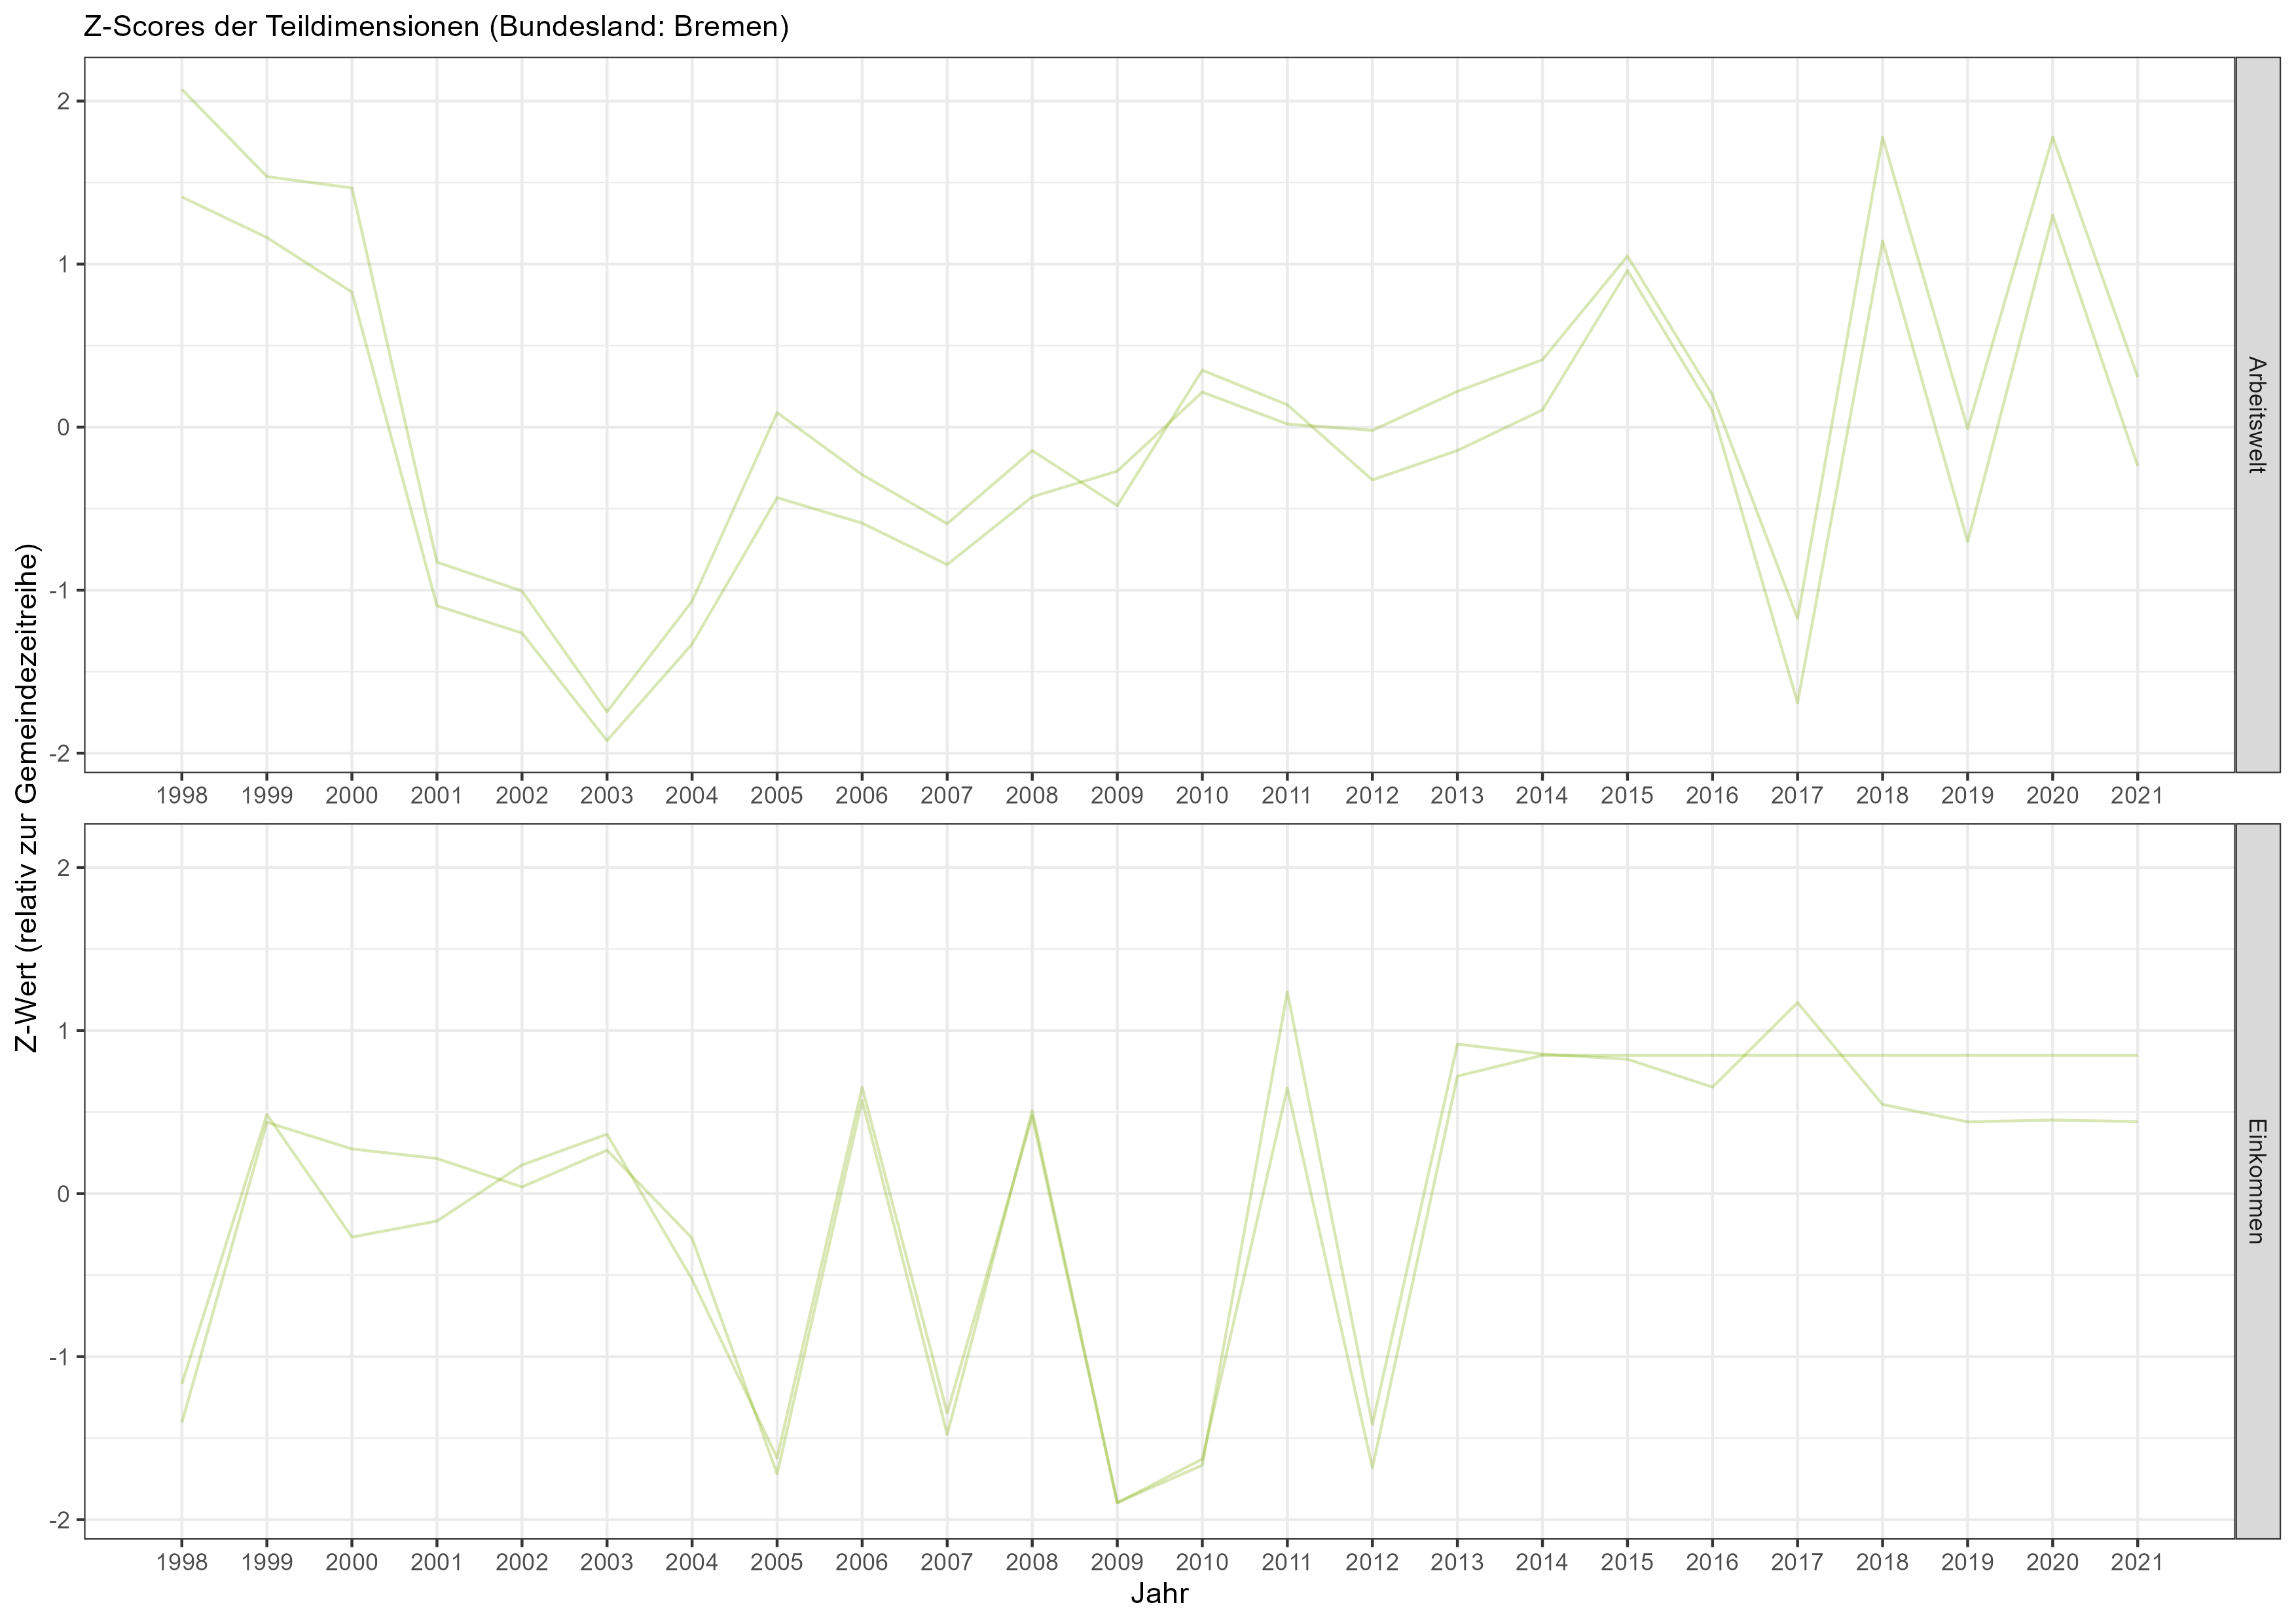 Z-Scores der Teildimensionen (Bundesland: Bremen)
Z-Wert (relativ zur Gemeindezeitreihe)
2
1
0
-1
-2
Arbeitswelt
1998 1999 2000 2001 2002 2003 2004 2005 2006 2007 2008 2009 2010 2011 2012 2013 2014 2015 2016 2017 2018 2019 2020 2021
2
1
0
-1
-2
Einkommen
1998 1999 2000 2001 2002 2003 2004 2005 2006 2007 2008 2009 2010 2011 2012 2013 2014 2015 2016 2017 2018 2019 2020 2021
Jahr